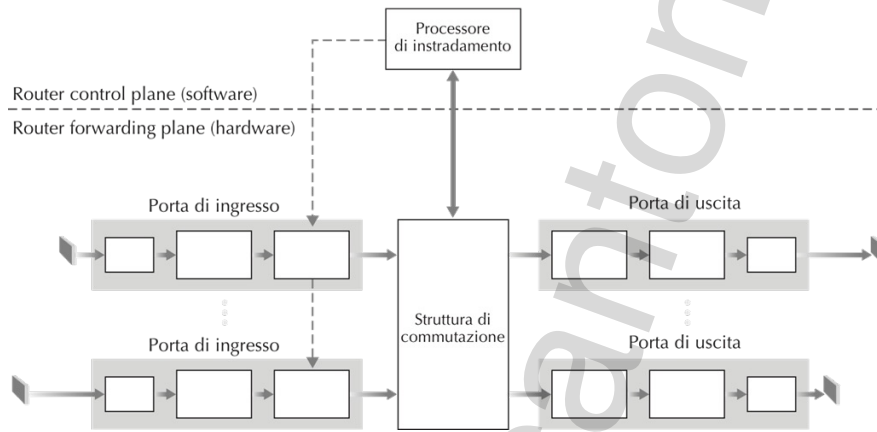 Processore
di instradamento
Router control plane (software)
Router forwarding plane (hardware)
Porta di ingresso
Porta di uscita
Struttura di
commutazione
Porta di ingresso
Porta di uscita
anton